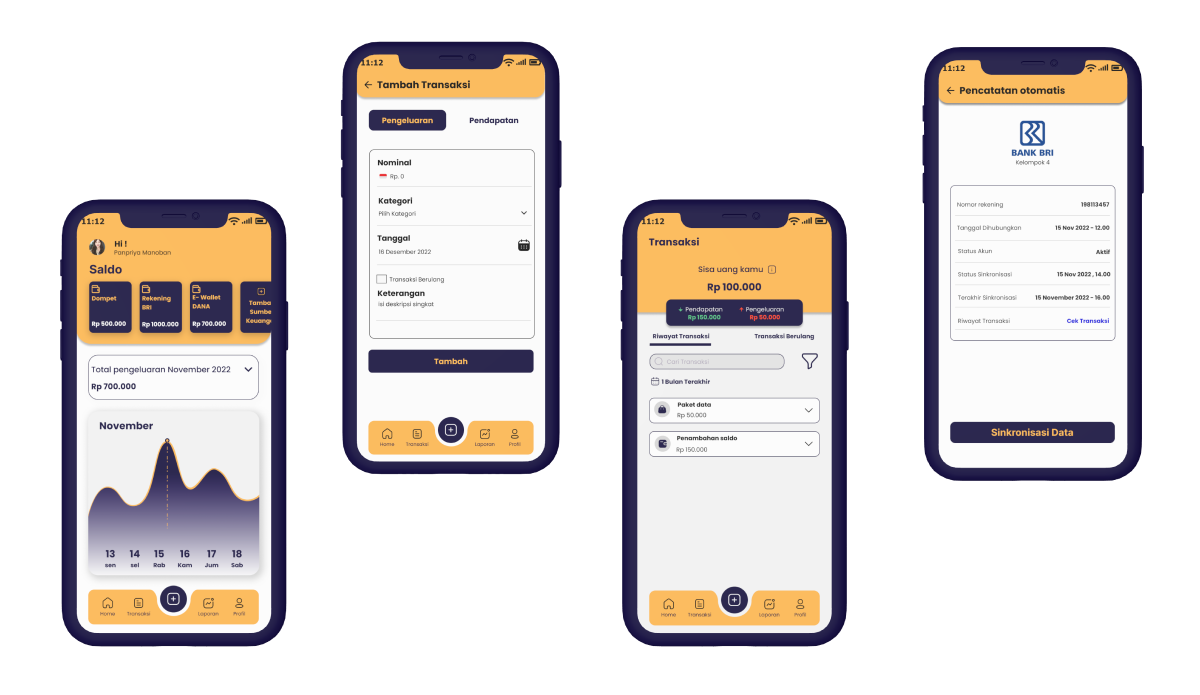 11:12
Hi !
Panpriya Manoban
Saldo
Dompet
Rp 500.000
Rekening
BRI
Rp 1000.000
E- Wallet
DANA
Rp 700.000
Tamba
Sumbe
Keuang
Total pengeluaran November 2022
Rp 700.000
November
13 14 15 16 17 18
sen sel Rab Kam Jum Sab
Home Transaksi Laporan Profil
11:12
Tambah Transaksi
Pengeluaran Pendapatan
Nominal
Rp. 0
Kategori
Pilih Kategori
Tanggal
16 Desember 2022
Transaksi Berulang
Keterangan
isi deskripsi singkat
Tambah
Home Transaksi Laporan Profil
11:12
Transaksi
Sisa uang kamu
Rp 100.000
+ Pendapatan
Rp 150.000
+ Pengeluaran
Rp 50.000
Riwayat Transaksi Transaksi Berulang
Cari Transaksi
1 Bulan Terakhir
Paket data
Rp 50.000
Penambahan saldo
Rp 150.000
Home Transaksi Laporan Profil
11:12
Pencatatan otomatis
BANK BRI
Kelompok 4
Nomor rekening 198113457
Tanggal Dihubungkan 15 Nov 2022 - 12.00
Status Akun Aktif
Status Sinkronisasi 15 Nov 2022 , 14.00
Terakhir Sinkronisasi 15 November 2022 - 16.00
Riwayat Transaksi Cek Transaksi
Sinkronisasi Data